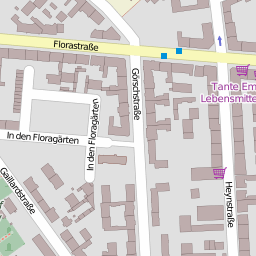 Florastraße
Görschstraße
Tante Em
Lebensmitte
In den Floragärten
In den Floragärten
Gaillardstraße
Heynstraße